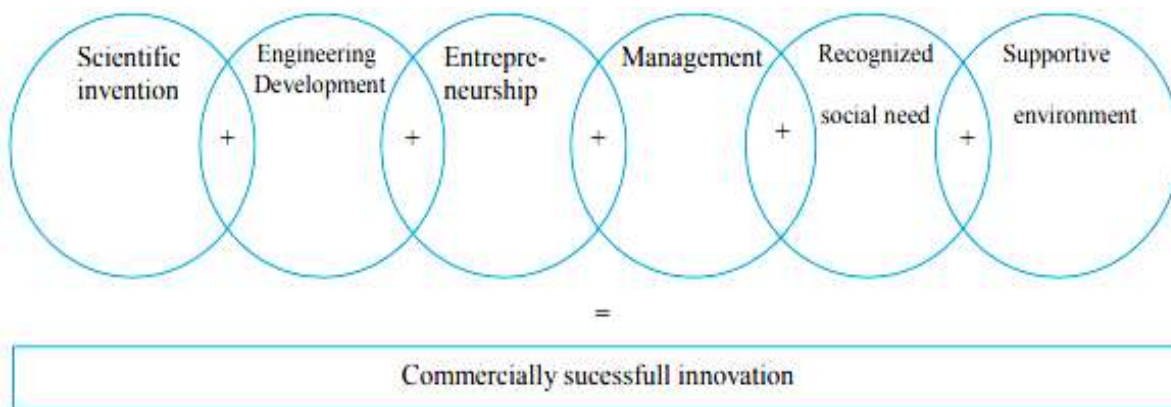 Scientific
invention
Engineering
Development
Entrepre-
neurship
Management
Recognized
social need
Supportive
environment
+
+
+
+
+
=
Commercially sucessfull innovation